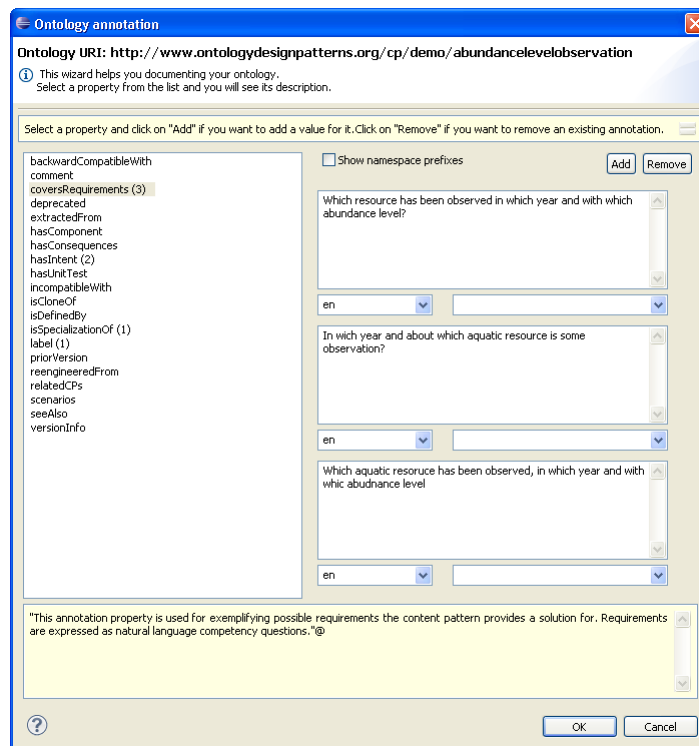 Ontology annotation
Ontology URI: http://www.ontologydesignpatterns.org/cp/demo/abundancelevelobservation
This wizard helps you documenting your ontology.
Select a property from the list and you will see its description.
Select a property and click on "Add" if you want to add a value for it.Click on "Remove" if you want to remove an existing annotation.
backwardCompatibleWith
comment
coversRequirements (3)
deprecated
extractedFrom
hasComponent
hasConsequences
hasIntent (2)
hasUnitTest
incompatibleWith
isCloneOf
isDefinedBy
isSpecializationOf (1)
label (1)
priorVersion
reengineeredFrom
relatedCPs
scenarios
seeAlso
versionInfo
Show namespace prefixes
Add
Remove
Which resource has been observed in which year and with which
abundance level?
en
In wich year and about which aquatic resource is some
observation?
en
Which aquatic resoruce has been observed, in which year and with
whic abudnance level
en
"This annotation property is used for exemplifying possible requirements the content pattern provides a solution for. Requirements
are expressed as natural language competency questions."@
?
OK
Cancel